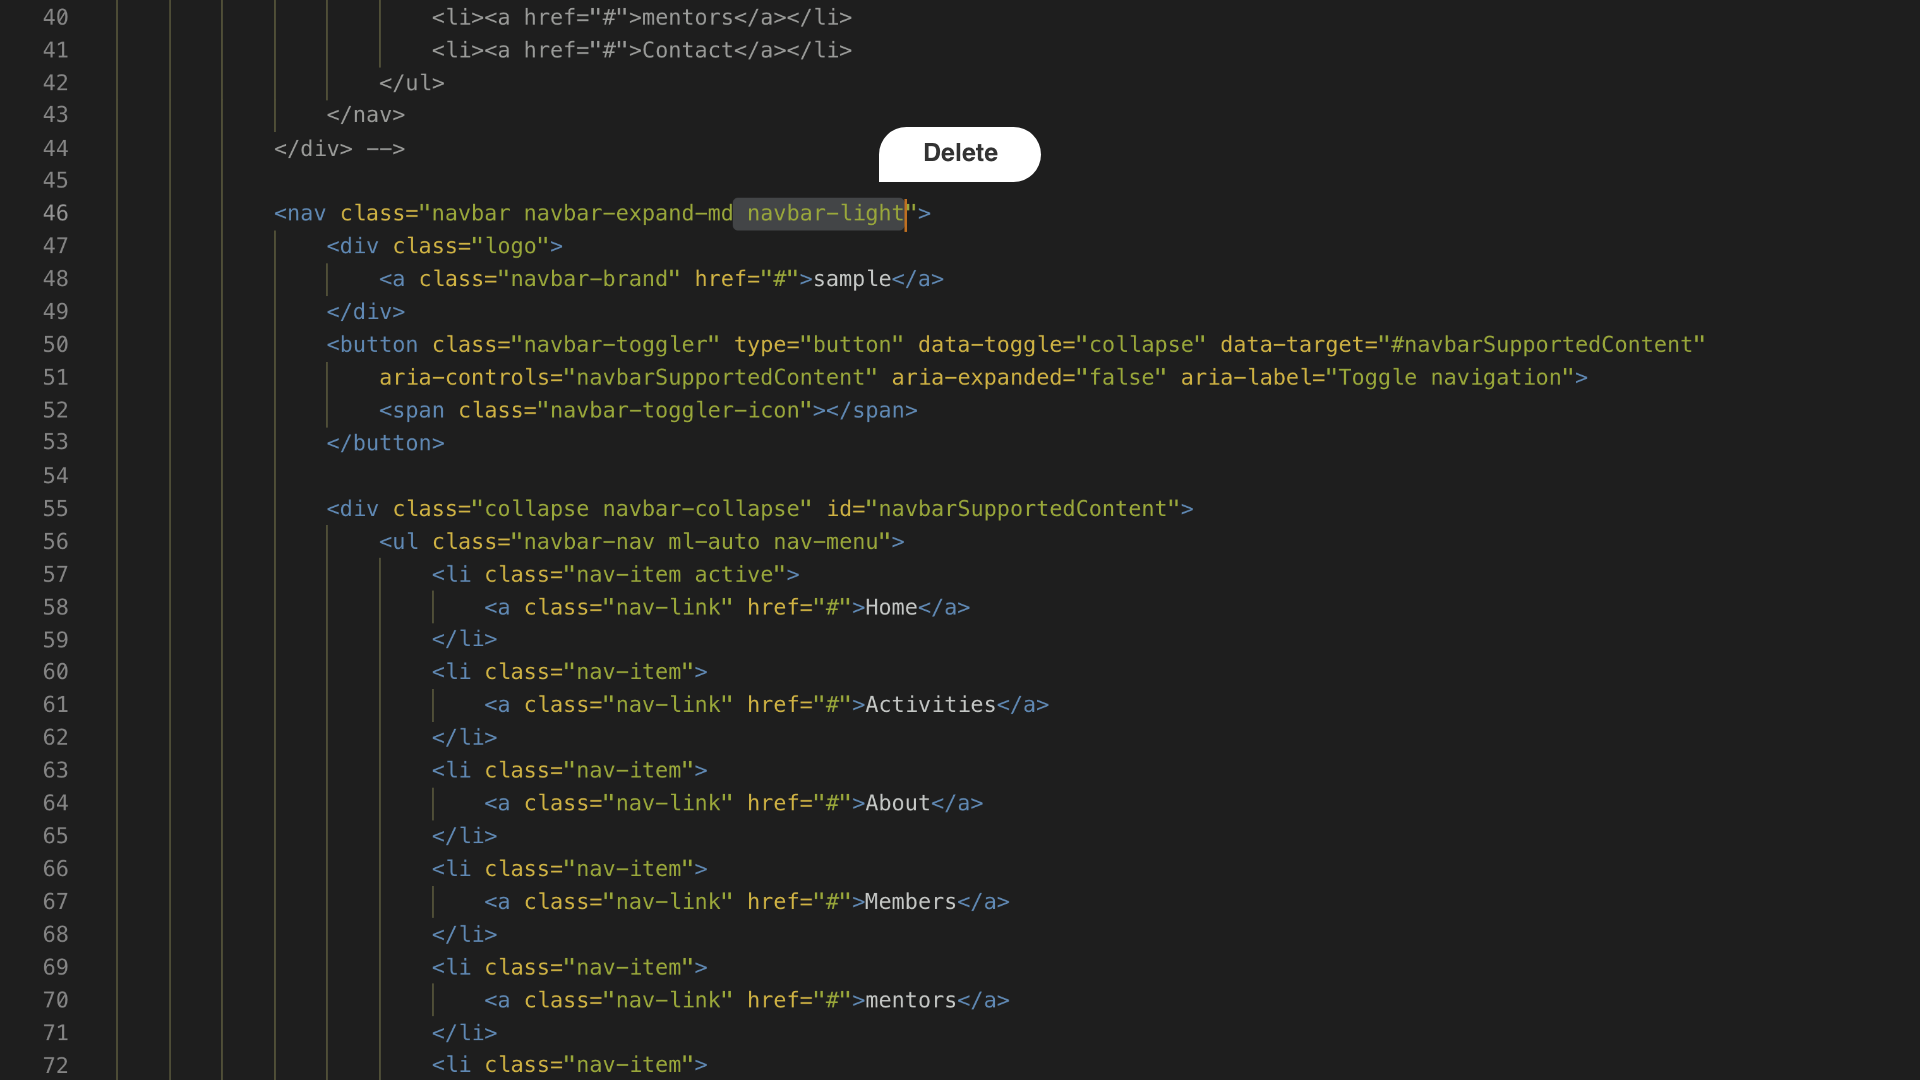 40 <li><a href="#">mentors</a></li>
41 <li><a href="#">Contact</a></li>
42 </ul>
43 </nav>
44 </div> -->
Delete
45
46 <nav class="navbar navbar-expand-md navbar-light">
47 <div class="logo">
48 <a class="navbar-brand" href="#">sample</a>
49 </div>
50 <button class="navbar-toggler" type="button" data-toggle="collapse" data-target="#navbarSupportedContent"
51 aria-controls="navbarSupportedContent" aria-expanded="false" aria-label="Toggle navigation">
52 <span class="navbar-toggler-icon"></span>
53 </button>
54
55 <div class="collapse navbar-collapse" id="navbarSupportedContent">
56 <ul class="navbar-nav ml-auto nav-menu">
57 <li class="nav-item active">
58 <a class="nav-link" href="#">Home</a>
59 </li>
60 <li class="nav-item">
61 <a class="nav-link" href="#">Activities</a>
62 </li>
63 <li class="nav-item">
64 <a class="nav-link" href="#">About</a>
65 </li>
66 <li class="nav-item">
67 <a class="nav-link" href="#">Members</a>
68 </li>
69 <li class="nav-item">
70 <a class="nav-link" href="#">mentors</a>
71 </li>
72 <li class="nav-item">